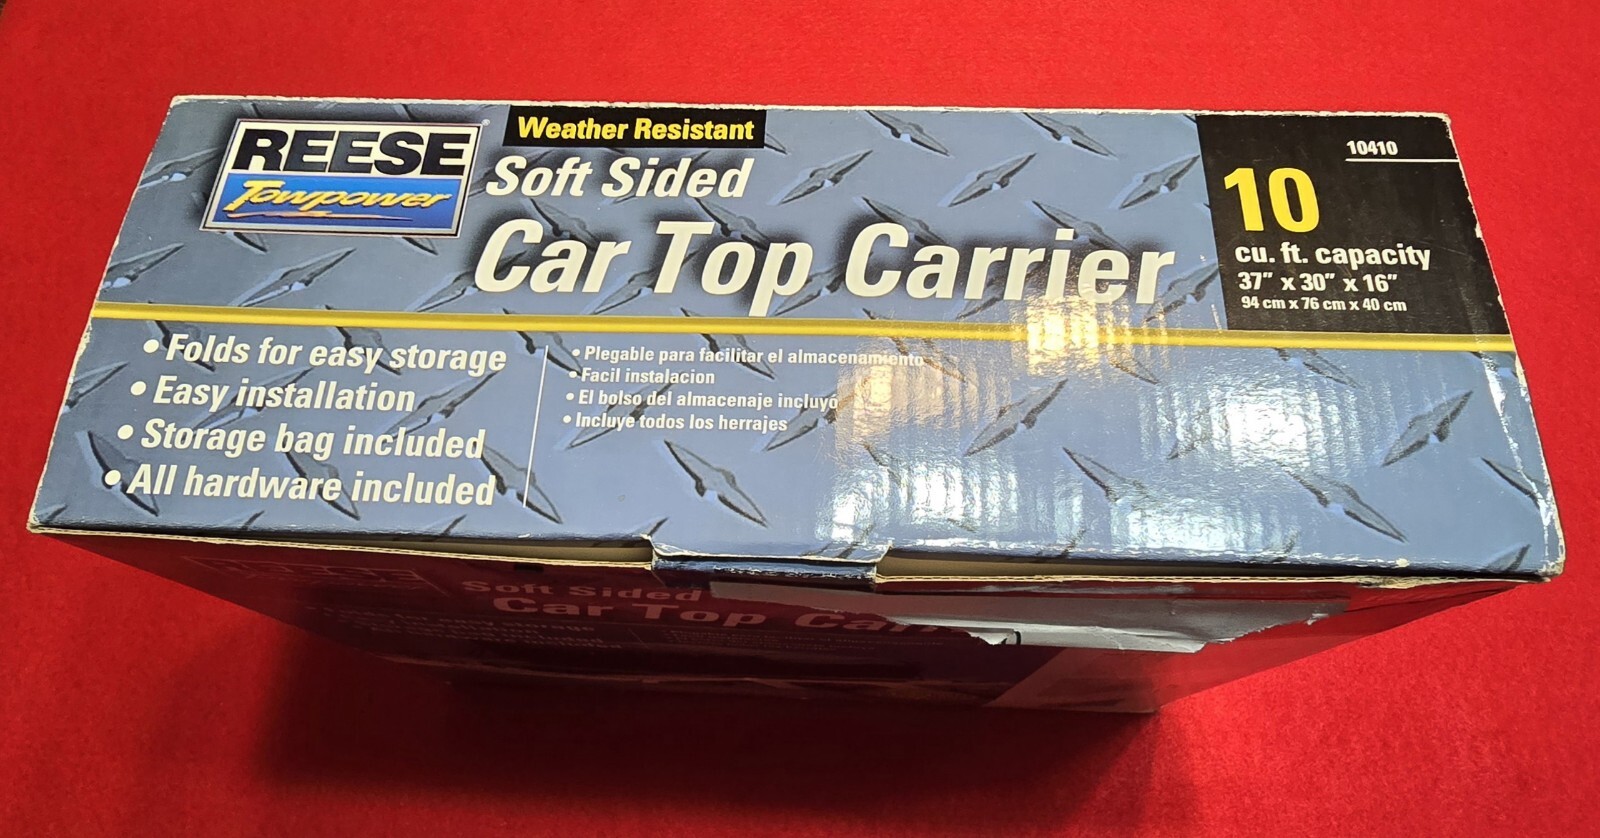 REESE®
Towpower
Weather Resistant
Soft Sided
Car Top Carrier
10410
10
cu. ft. capacity
37" x 30" x 16"
94 cm x 76 cm x 40 cm
• Folds for easy storage
• Easy installation
• Storage bag included
• All hardware included
• Plegable para facilitar el almacenamiento
• Facil instalacion
• El bolso del almacenaje incluyó
• Incluye todos los herrajes
Soft Sided
Car Top